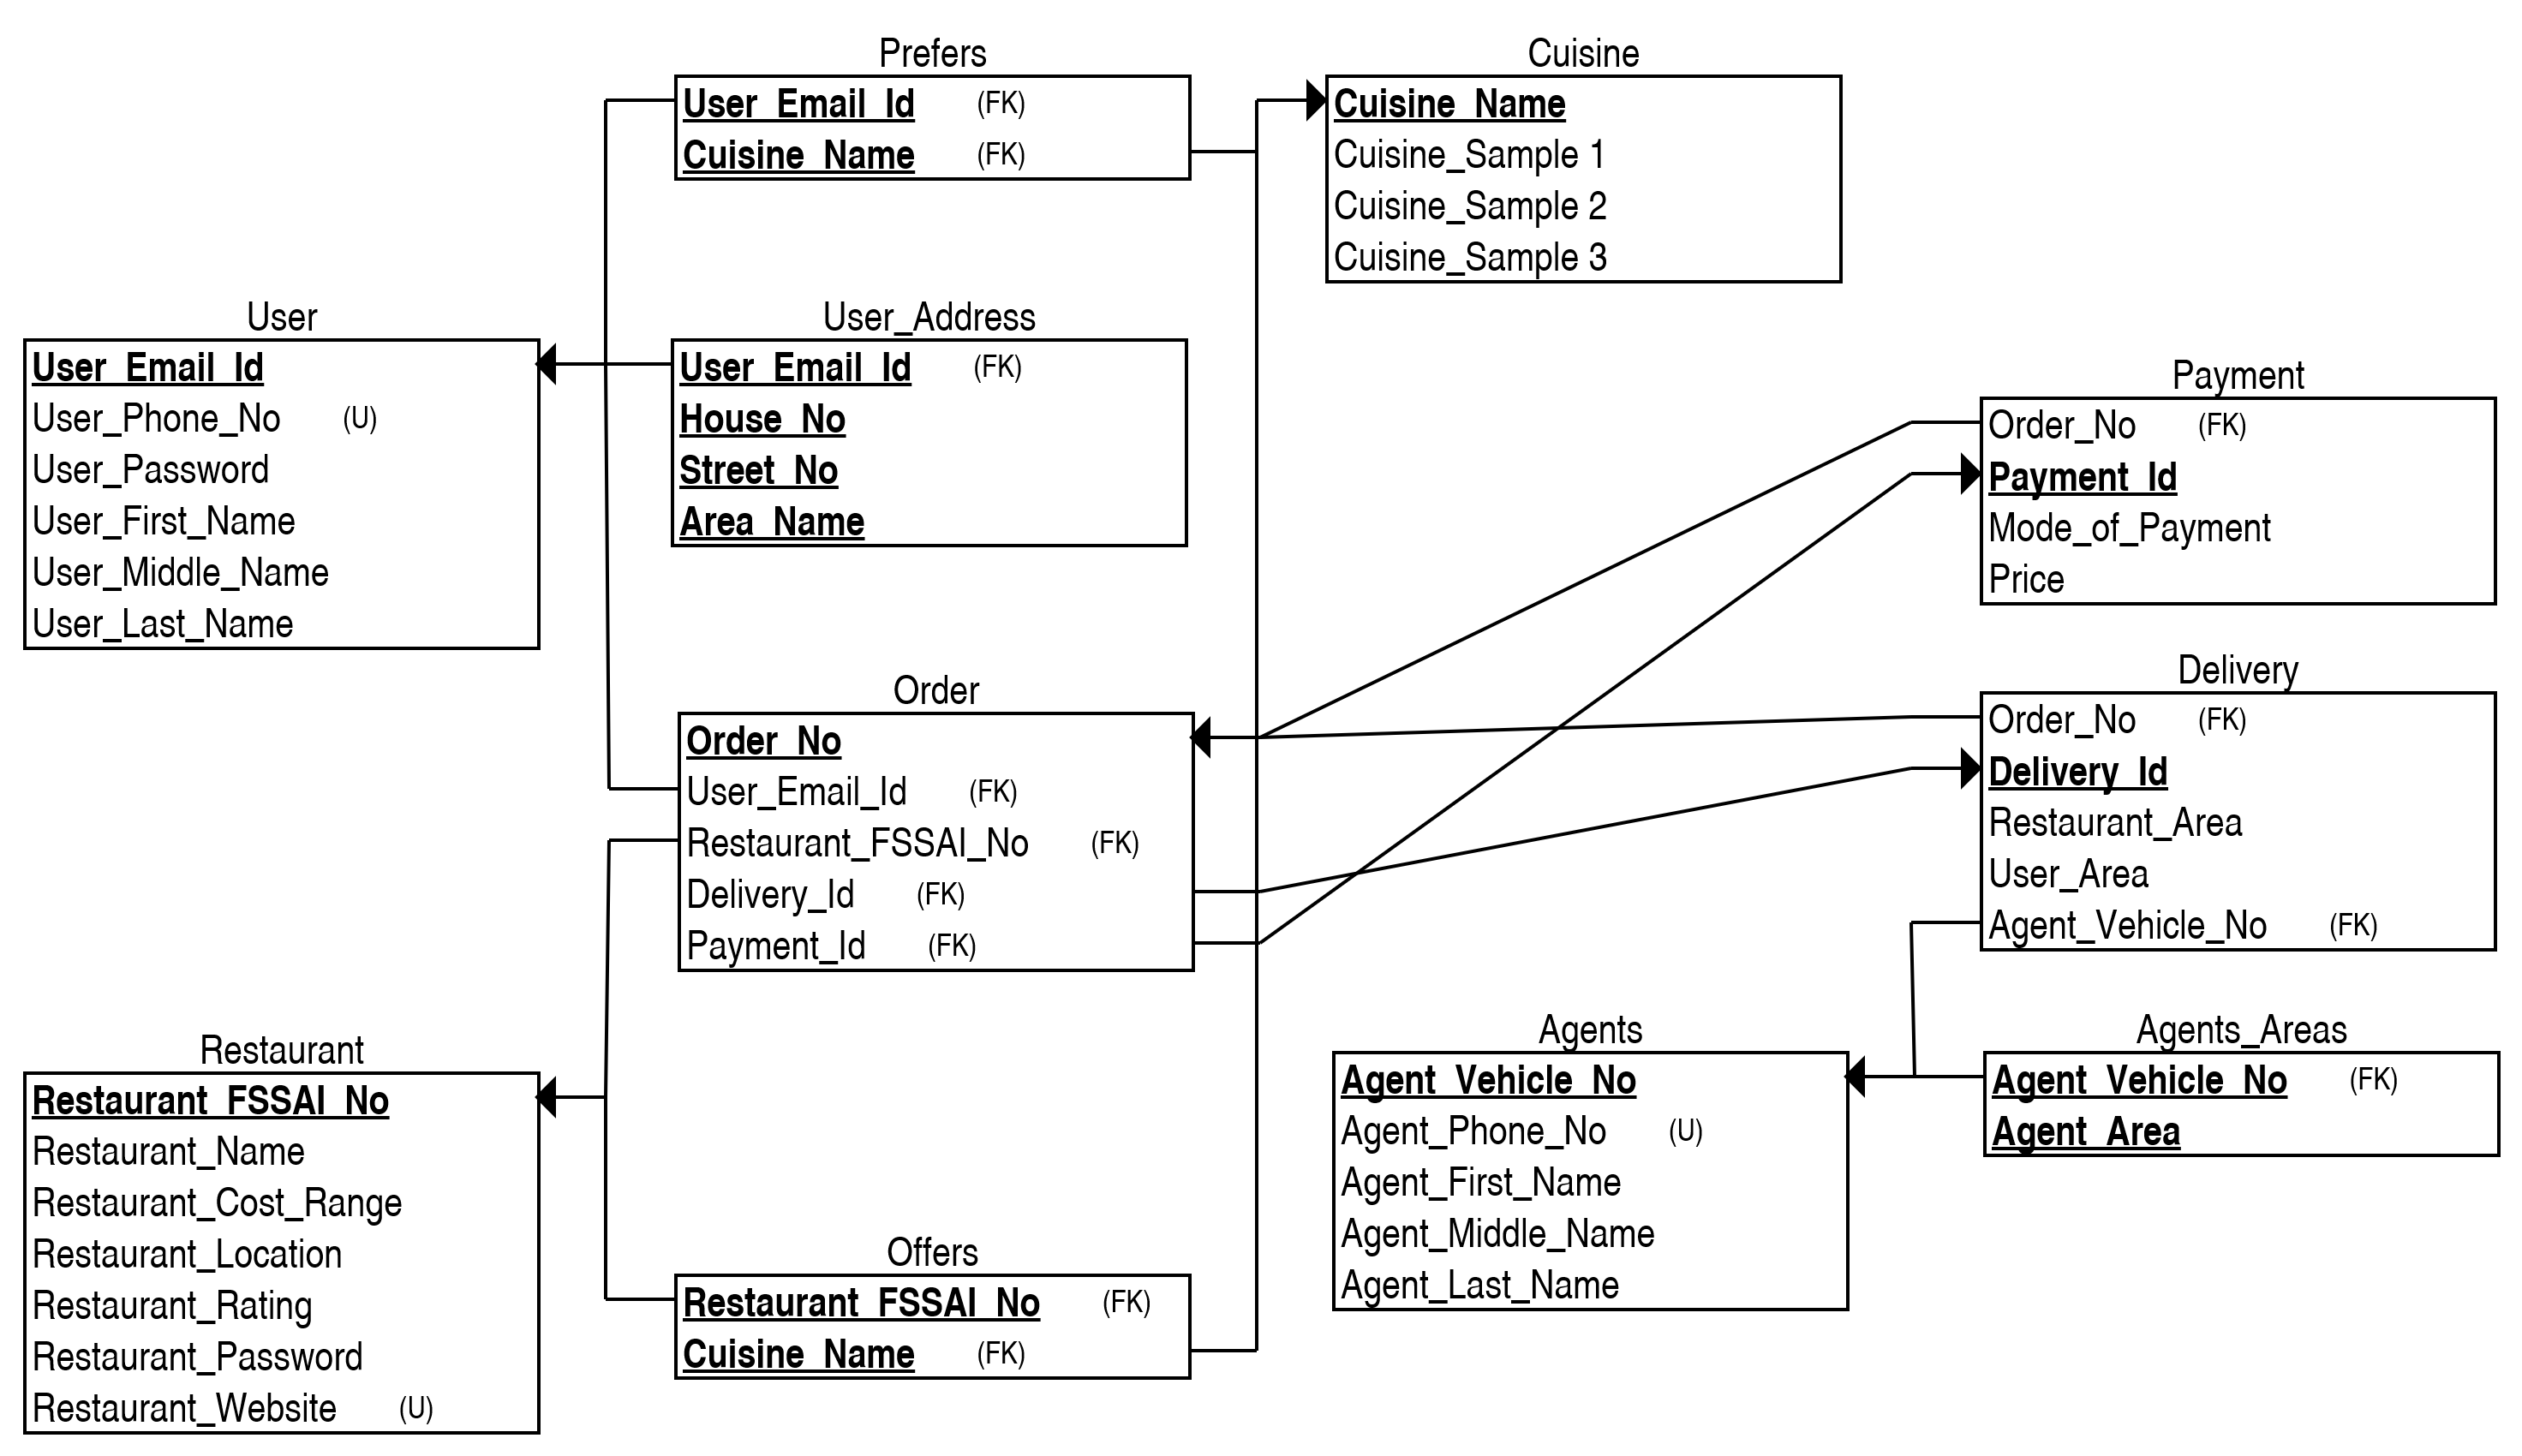 Prefers
User_Email_Id (FK)
Cuisine_Name (FK)
Cuisine
Cuisine_Name
Cuisine_Sample 1
Cuisine_Sample 2
Cuisine_Sample 3
User
User_Email_Id
User_Phone_No (U)
User_Password
User_First_Name
User_Middle_Name
User_Last_Name
User_Address
User_Email_Id (FK)
House_No
Street_No
Area_Name
Payment
Order_No (FK)
Payment_Id
Mode_of_Payment
Price
Order
Order_No
User_Email_Id (FK)
Restaurant_FSSAI_No (FK)
Delivery_Id (FK)
Payment_Id (FK)
Delivery
Order_No (FK)
Delivery_Id
Restaurant_Area
User_Area
Agent_Vehicle_No (FK)
Restaurant
Restaurant_FSSAI_No
Restaurant_Name
Restaurant_Cost_Range
Restaurant_Location
Restaurant_Rating
Restaurant_Password
Restaurant_Website (U)
Offers
Restaurant_FSSAI_No (FK)
Cuisine_Name (FK)
Agents
Agent_Vehicle_No
Agent_Phone_No (U)
Agent_First_Name
Agent_Middle_Name
Agent_Last_Name
Agents_Areas
Agent_Vehicle_No (FK)
Agent_Area